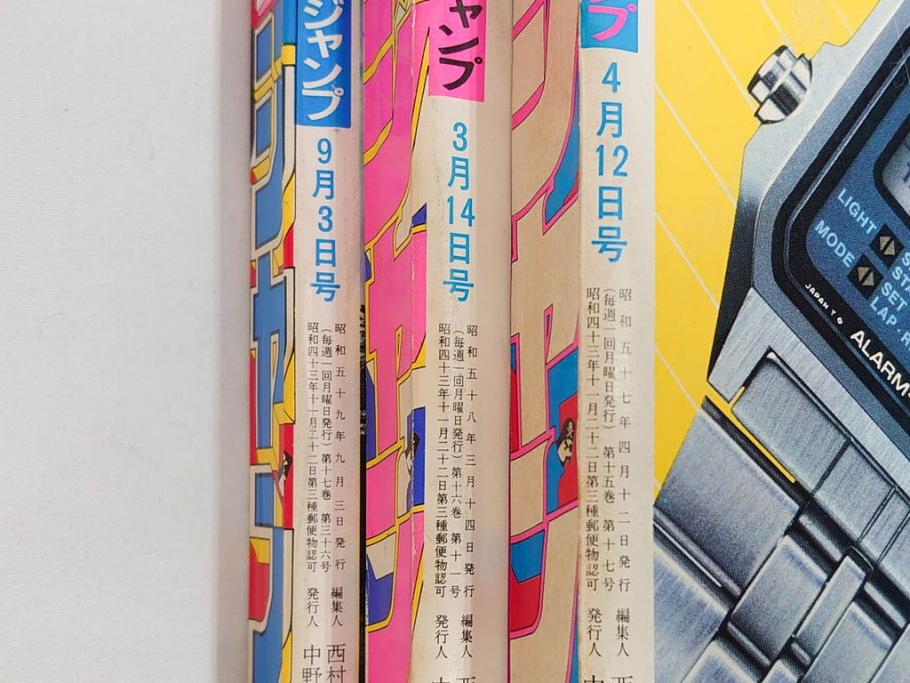 ジャンプ
9月3日号
昭和五十九年九月三日発行
(毎週一回月曜日発行) 第十七巻 第三十六号
昭和四十三年十一月二十二日第三種郵便物認可
編集人 西村
発行人 中野
ャンプ
3月14日号
昭和五十八年三月十四日発行
(毎週一回月曜日発行) 第十六巻 第十一号
昭和四十三年十一月二十二日第三種郵便物認可
編集人
発行人
プ
4月12日号
昭和五十七年四月十二日発行
(毎週一回月曜日発行) 第十五巻 第十七号
昭和四十三年十一月二十二日第三種郵便物認可
編集人
発行人
LIGHT
MODE
SET
LAP·R
JAPAN T
ALARM